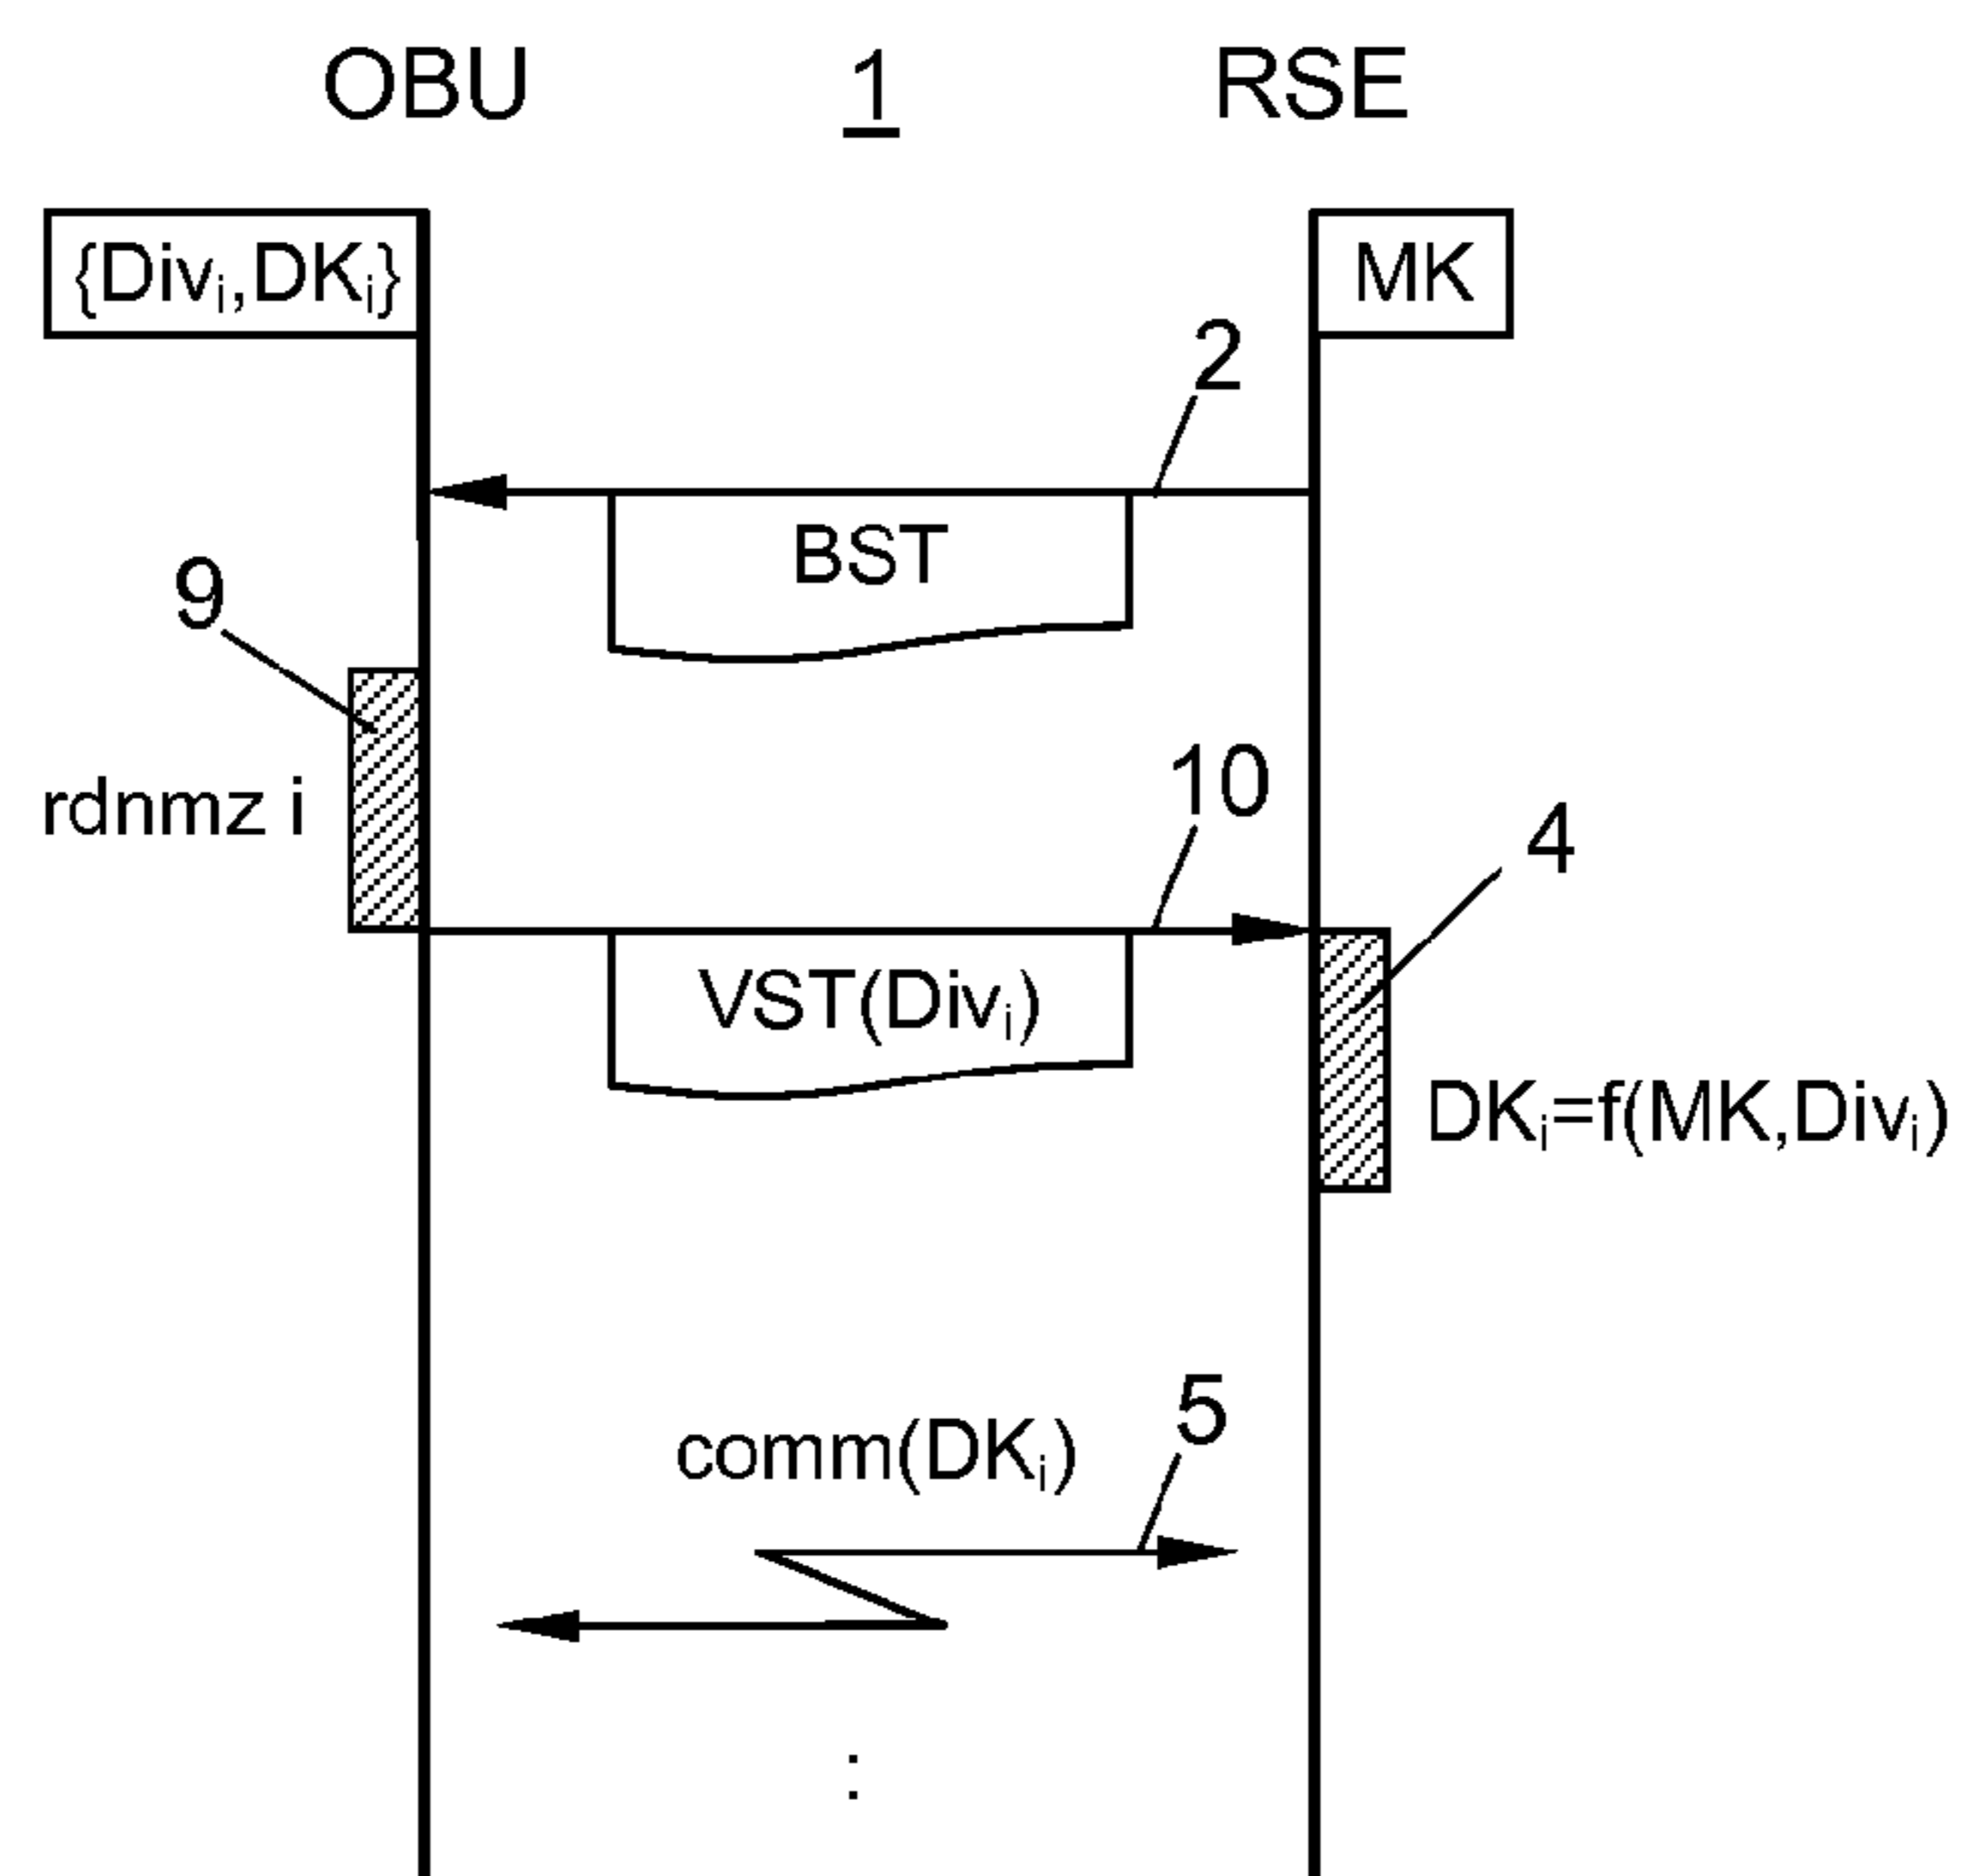 OBU 1 RSE
{Divᵢ,DKᵢ} MK
2
BST
9
10
rdnmz i
4
VST(Divᵢ)
DKᵢ=f(MK,Divᵢ)
5
comm(DKᵢ)
: